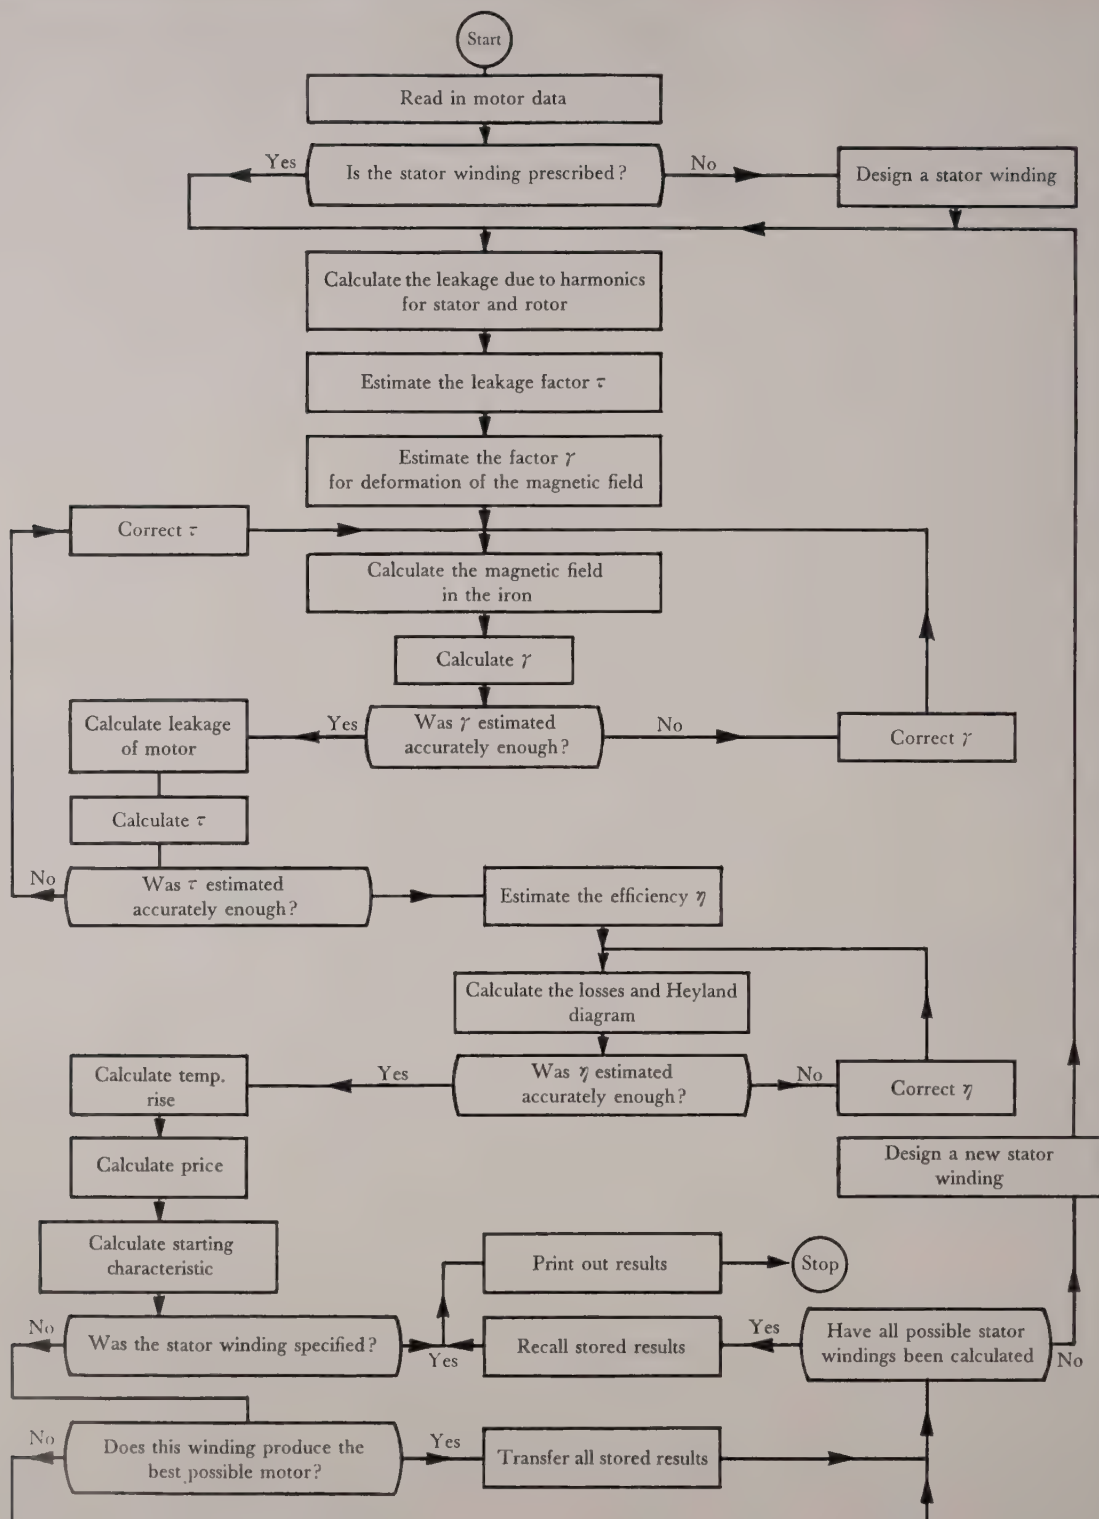 Start
Read in motor data
Yes
Is the stator winding prescribed?
No
Design a stator winding
Calculate the leakage due to harmonics
for stator and rotor
Estimate the leakage factor τ
Estimate the factor γ
for deformation of the magnetic field
Correct τ
Calculate the magnetic field
in the iron
Calculate γ
Calculate leakage
of motor
Yes
Was γ estimated
accurately enough?
No
Correct γ
Calculate τ
No
Was τ estimated
accurately enough?
Estimate the efficiency η
Calculate the losses and Heyland
diagram
Calculate temp.
rise
Yes
Was η estimated
accurately enough?
No
Correct η
Calculate price
Design a new stator
winding
Calculate starting
characteristic
Print out results
Stop
No
Was the stator winding specified?
Yes
Recall stored results
Yes
Have all possible stator
windings been calculated
No
No
Does this winding produce the
best possible motor?
Yes
Transfer all stored results